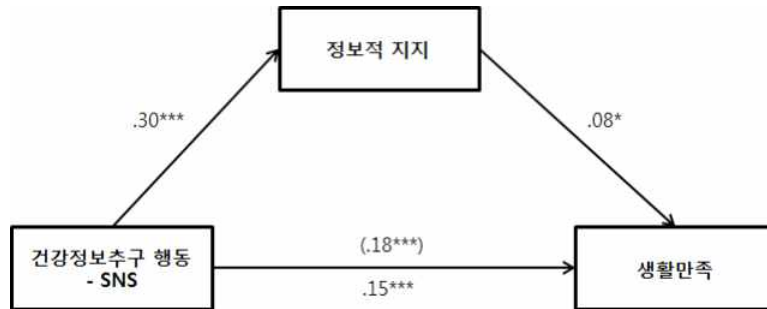 정보적 지지
.30***
.08*
건강정보추구 행동
- SNS
(.18***)
.15***
생활만족